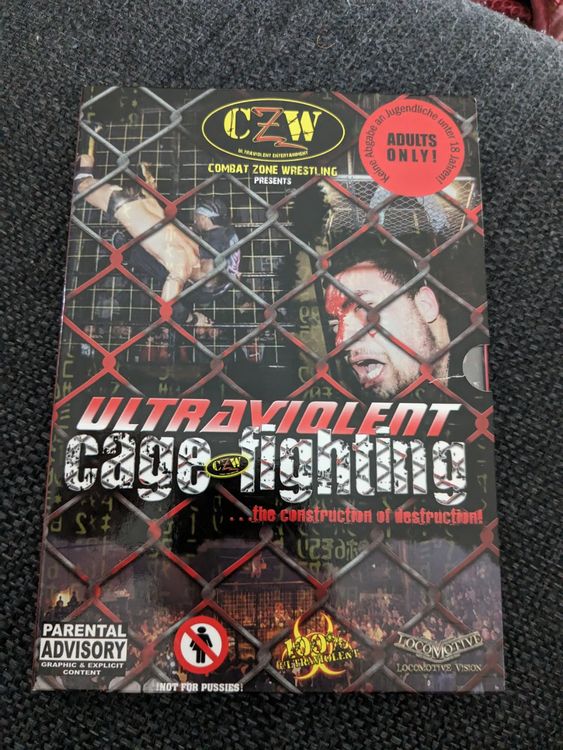 CZW
ULTRAVIOLENT ENTERTAINMENT
COMBAT ZONE WRESTLING
PRESENTS
Keine Abgabe an Jugendliche unter 18 Jahren!
ADULTS
ONLY!
ULTRAVIOLENT
cage CZW fighting
...the construction of destruction!
PARENTAL
ADVISORY
GRAPHIC & EXPLICIT
CONTENT
!NOT FOR PUSSIES!
100%
ULTRAVIOLENT
LOCOMOTIVE
LOCOMOTIVE VISION